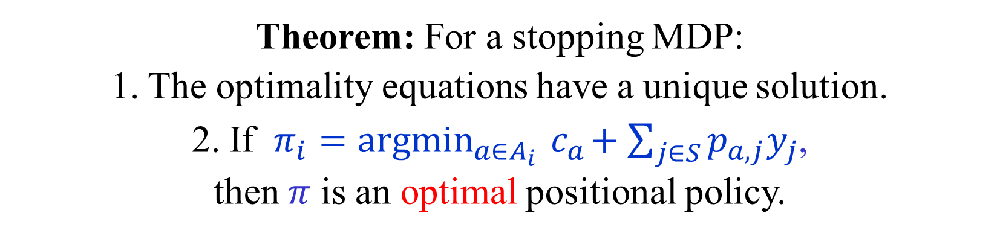 Theorem: For a stopping MDP:
1. The optimality equations have a unique solution.
2. If π_i = argmin_{a∈A_i} c_a + ∑_{j∈S} p_{a,j} y_j,
then π is an optimal positional policy.